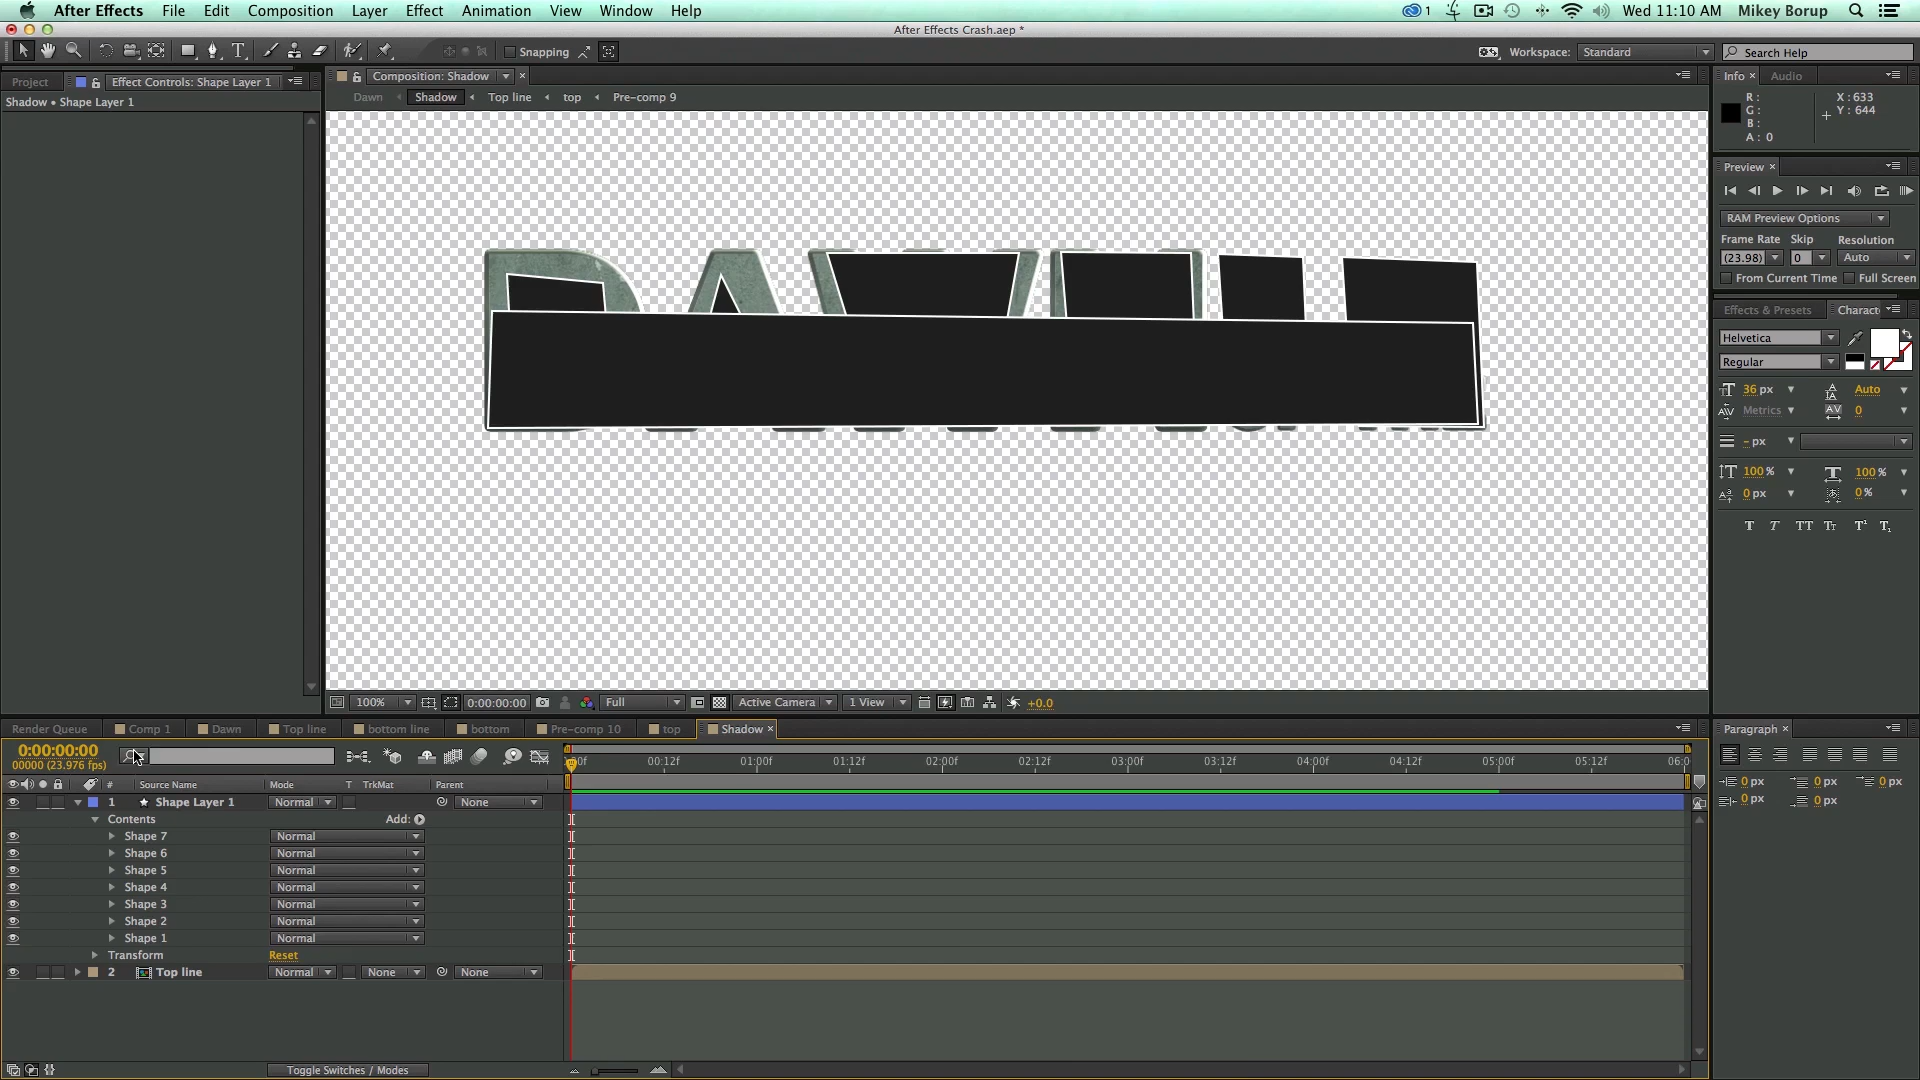 After Effects File Edit Composition Layer Effect Animation View Window Help 1 Wed 11:10 AM Mikey Borup
After Effects Crash.aep *
Snapping Workspace: Standard Search Help
Project Effect Controls: Shape Layer 1 Composition: Shadow Info Audio
Shadow • Shape Layer 1 Dawn Shadow Top line top Pre-comp 9
R : X : 633
G : Y : 644
B :
A : 0
Preview
RAM Preview Options
Frame Rate Skip Resolution
(23.98) 0 Auto
From Current Time Full Screen
Effects & Presets Charact
Helvetica
Regular
36 px Auto
Metrics 0
- px
100 % 100 %
0 px 0 %
T T TT Tt T¹ T₁
100% 0:00:00:00 Full Active Camera 1 View +0.0
Render Queue Comp 1 Dawn Top line bottom line bottom Pre-comp 10 top Shadow Paragraph
0:00:00:00
00000 (23.976 fps)
:00f 00:12f 01:00f 01:12f 02:00f 02:12f 03:00f 03:12f 04:00f 04:12f 05:00f 05:12f 06:0
0 px 0 px 0 px
0 px 0 px
# Source Name Mode T TrkMat Parent
1 Shape Layer 1 Normal None
Contents Add:
Shape 7 Normal
Shape 6 Normal
Shape 5 Normal
Shape 4 Normal
Shape 3 Normal
Shape 2 Normal
Shape 1 Normal
Transform Reset
2 Top line Normal None None
Toggle Switches / Modes